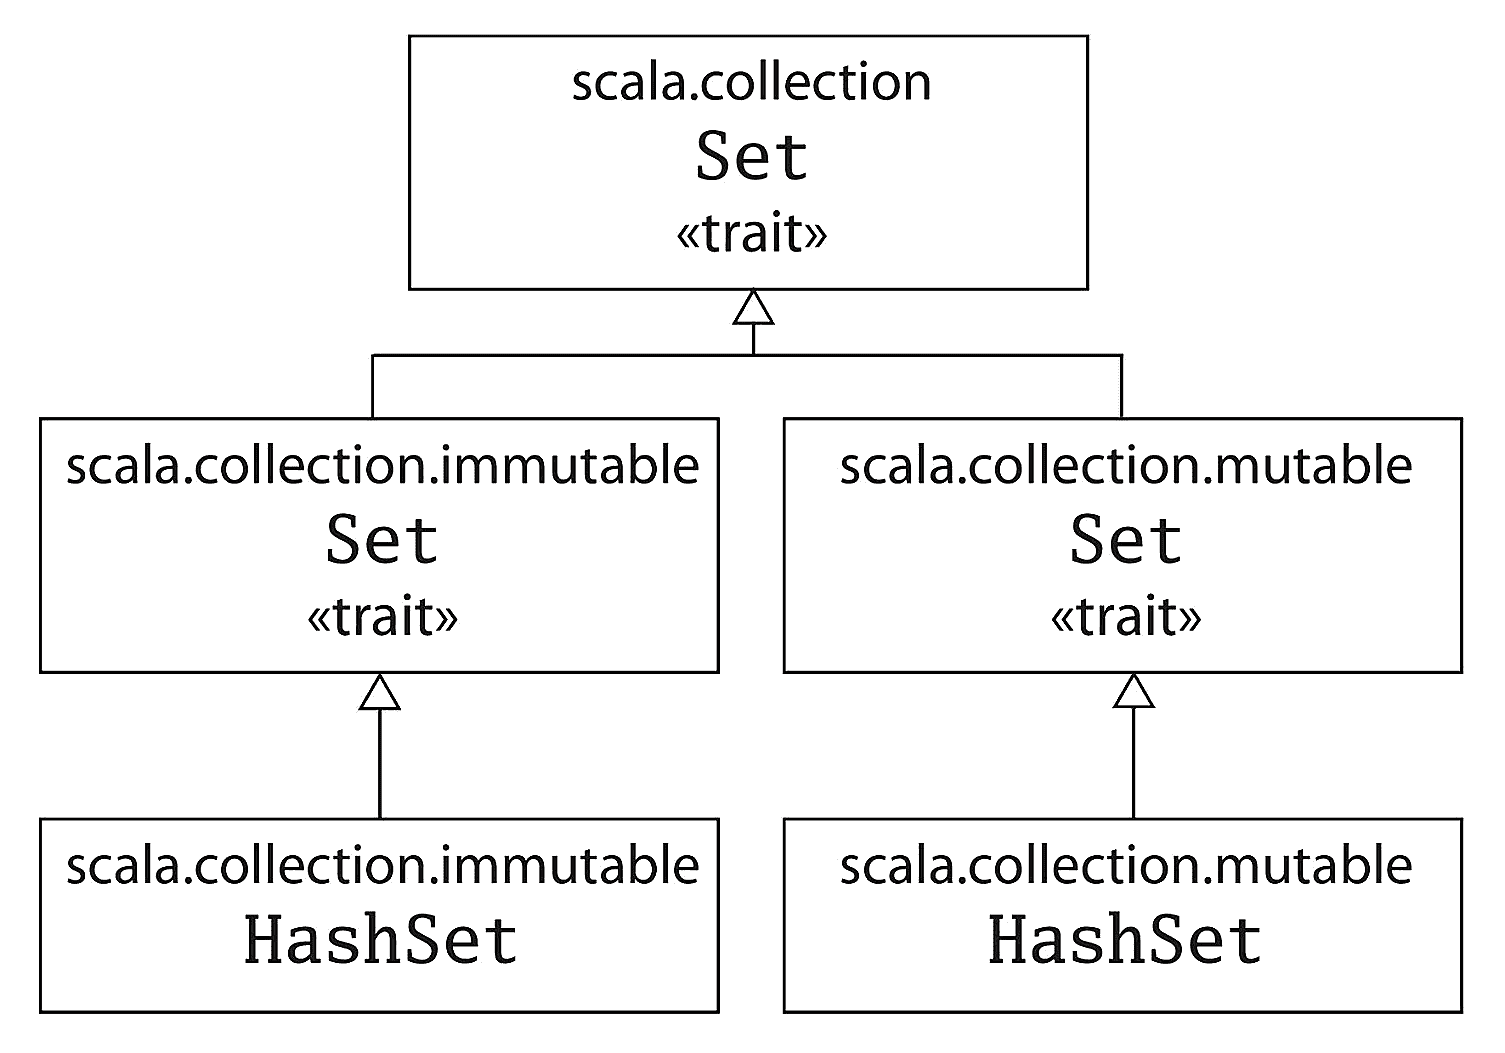 scala.collection
Set
«trait»
scala.collection.immutable
Set
«trait»
scala.collection.mutable
Set
«trait»
scala.collection.immutable
HashSet
scala.collection.mutable
HashSet